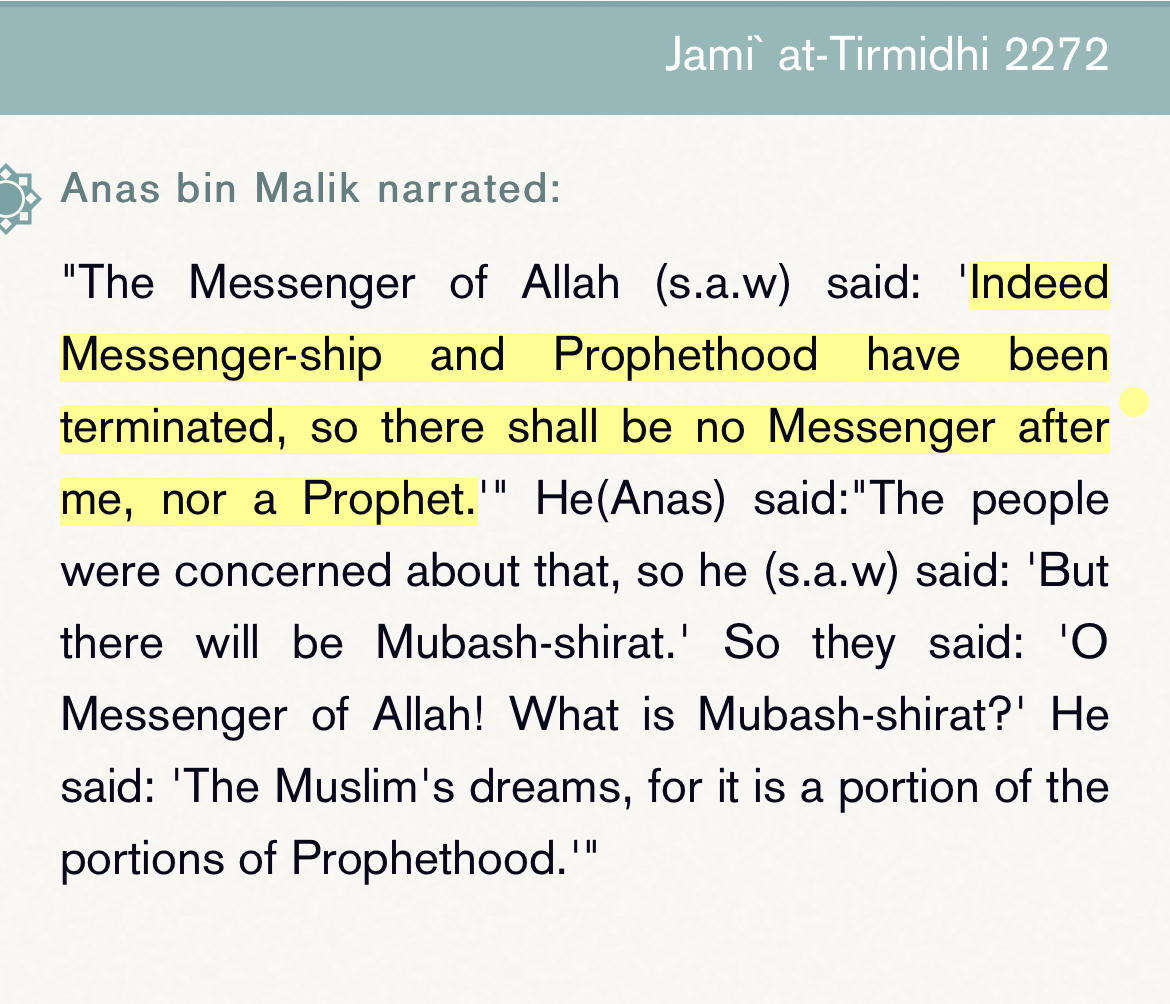 Jami` at-Tirmidhi 2272
Anas bin Malik narrated:
"The Messenger of Allah (s.a.w) said: 'Indeed
Messenger-ship and Prophethood have been
terminated, so there shall be no Messenger after
me, nor a Prophet.'" He(Anas) said:"The people
were concerned about that, so he (s.a.w) said: 'But
there will be Mubash-shirat.' So they said: 'O
Messenger of Allah! What is Mubash-shirat?' He
said: 'The Muslim's dreams, for it is a portion of the
portions of Prophethood.'"